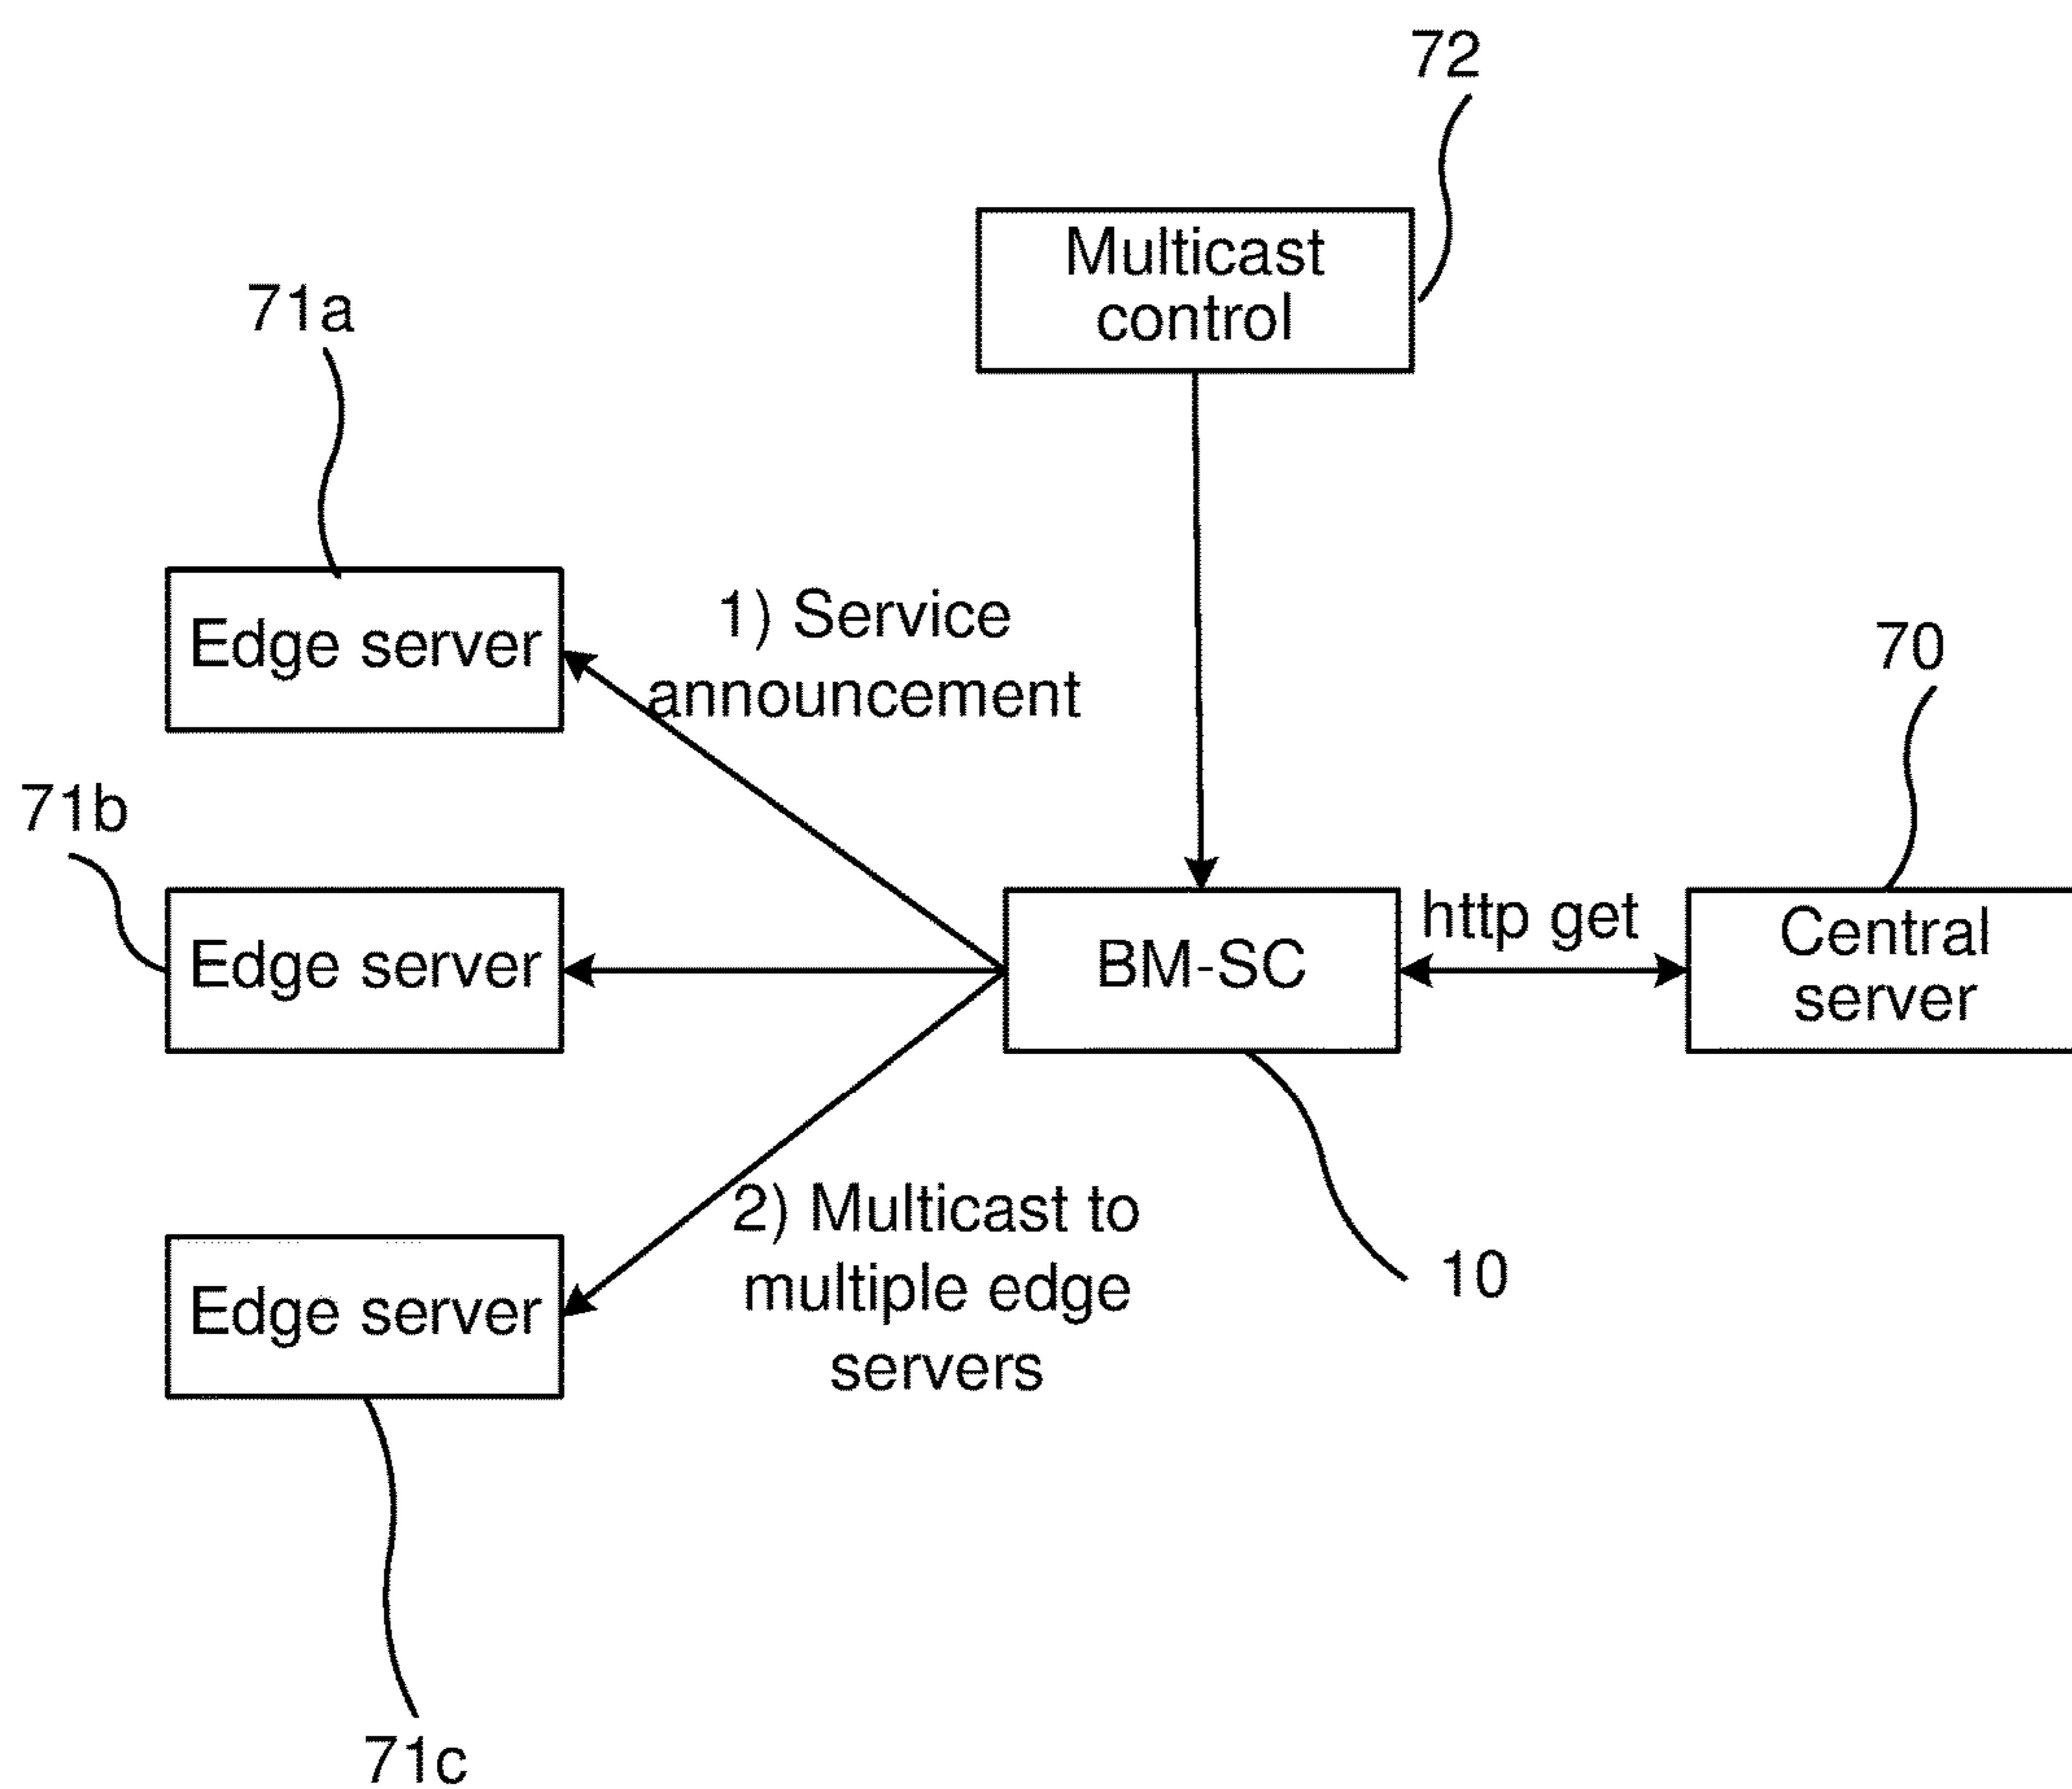 72
Multicast
control
71a
1) Service
announcement
Edge server
70
71b
Edge server
BM-SC
http get
Central
server
2) Multicast to
multiple edge
servers
10
Edge server
71c